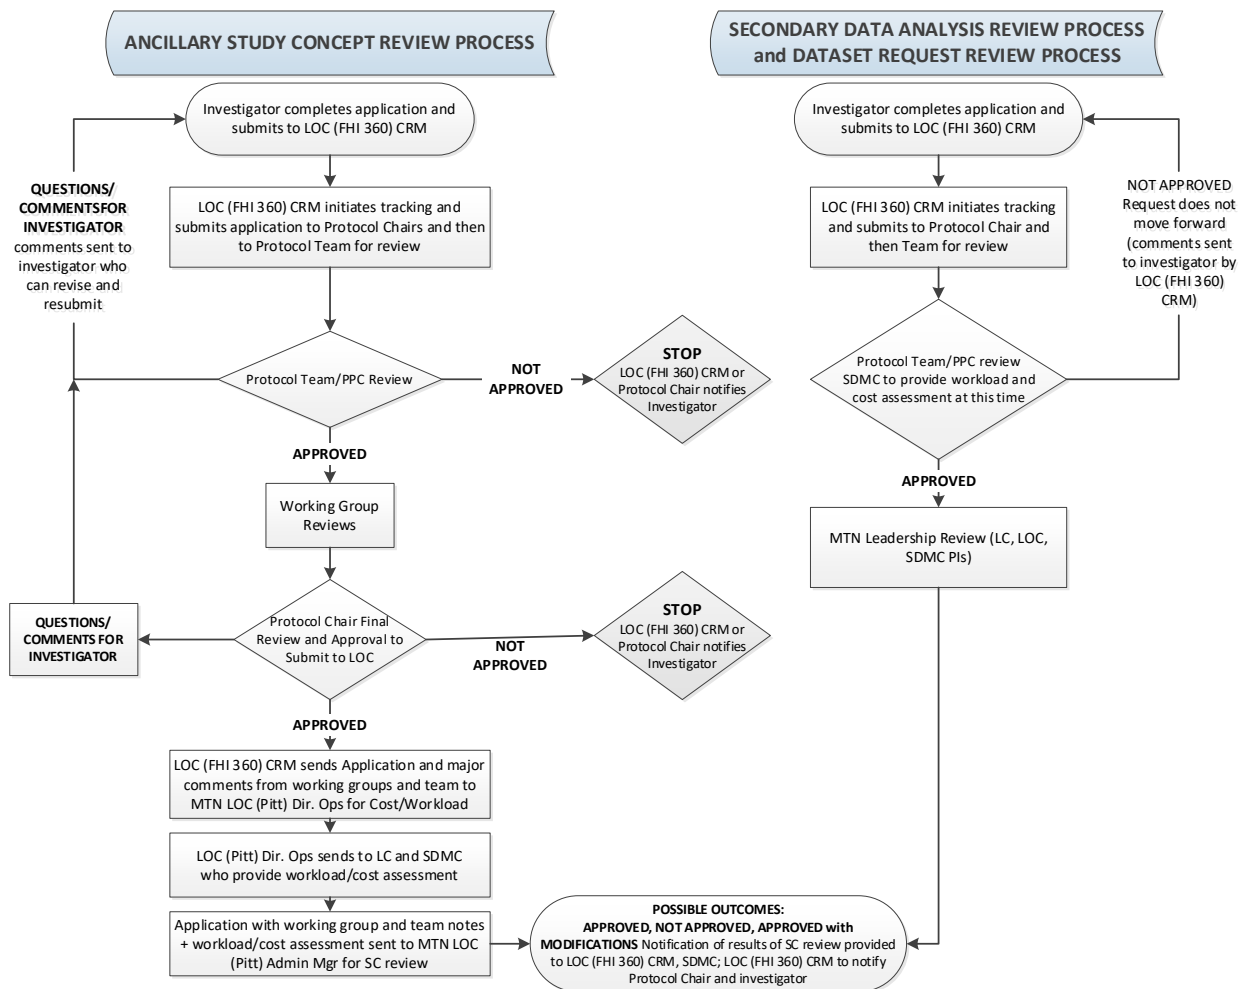 ANCILLARY STUDY CONCEPT REVIEW PROCESS
SECONDARY DATA ANALYSIS REVIEW PROCESS
and DATASET REQUEST REVIEW PROCESS
Investigator completes application and
submits to LOC (FHI 360) CRM
QUESTIONS/
COMMENTSFOR
INVESTIGATOR
comments sent to
investigator who
can revise and
resubmit
LOC (FHI 360) CRM initiates tracking and
submits application to Protocol Chairs and then
to Protocol Team for review
Protocol Team/PPC Review
NOT
APPROVED
STOP
LOC (FHI 360) CRM or
Protocol Chair notifies
Investigator
APPROVED
Working Group
Reviews
QUESTIONS/
COMMENTS FOR
INVESTIGATOR
Protocol Chair Final
Review and Approval to
Submit to LOC
NOT
APPROVED
STOP
LOC (FHI 360) CRM or
Protocol Chair notifies
Investigator
APPROVED
LOC (FHI 360) CRM sends Application and major
comments from working groups and team to
MTN LOC (Pitt) Dir. Ops for Cost/Workload
LOC (Pitt) Dir. Ops sends to LC and SDMC
who provide workload/cost assessment
Application with working group and team notes
+ workload/cost assessment sent to MTN LOC
(Pitt) Admin Mgr for SC review
Investigator completes application and
submits to LOC (FHI 360) CRM
LOC (FHI 360) CRM initiates tracking
and submits to Protocol Chair and
then Team for review
NOT APPROVED
Request does not
move forward
(comments sent
to investigator by
LOC (FHI 360)
CRM)
Protocol Team/PPC review
SDMC to provide workload and
cost assessment at this time
APPROVED
MTN Leadership Review (LC, LOC,
SDMC PIs)
POSSIBLE OUTCOMES:
APPROVED, NOT APPROVED, APPROVED with
MODIFICATIONS Notification of results of SC review provided
to LOC (FHI 360) CRM, SDMC; LOC (FHI 360) CRM to notify
Protocol Chair and investigator